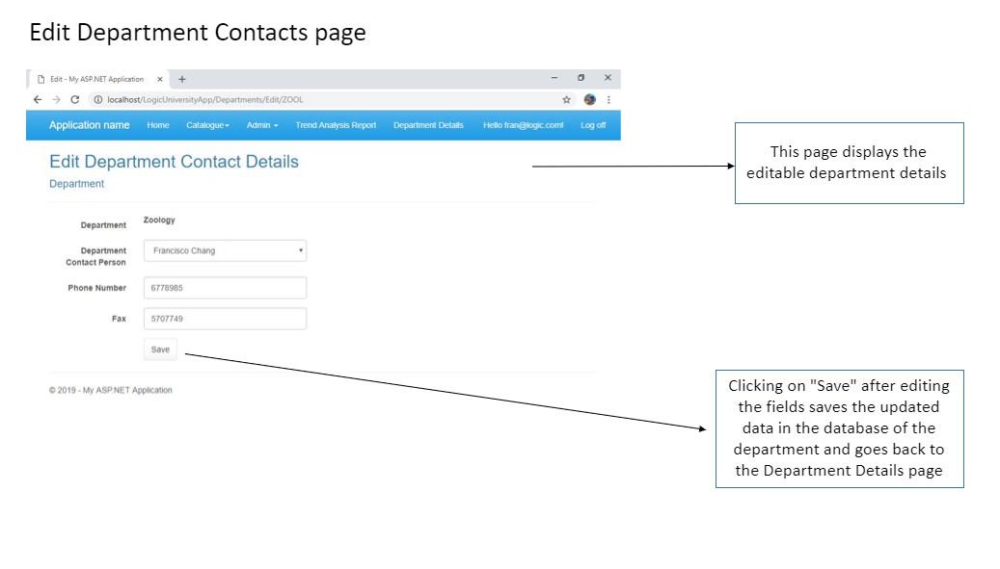 Edit Department Contacts page
Edit - My ASP.NET Application
localhost/LogicUniversityApp/Departments/Edit/ZOOL
Application name Home Catalogue Admin Trend Analysis Report Department Details Hello fran@logic.com! Log off
Edit Department Contact Details
Department
Department Zoology
Department
Contact Person
Francisco Chang
Phone Number 6778985
Fax 5707749
Save
© 2019 - My ASP.NET Application
This page displays the
editable department details
Clicking on "Save" after editing
the fields saves the updated
data in the database of the
department and goes back to
the Department Details page